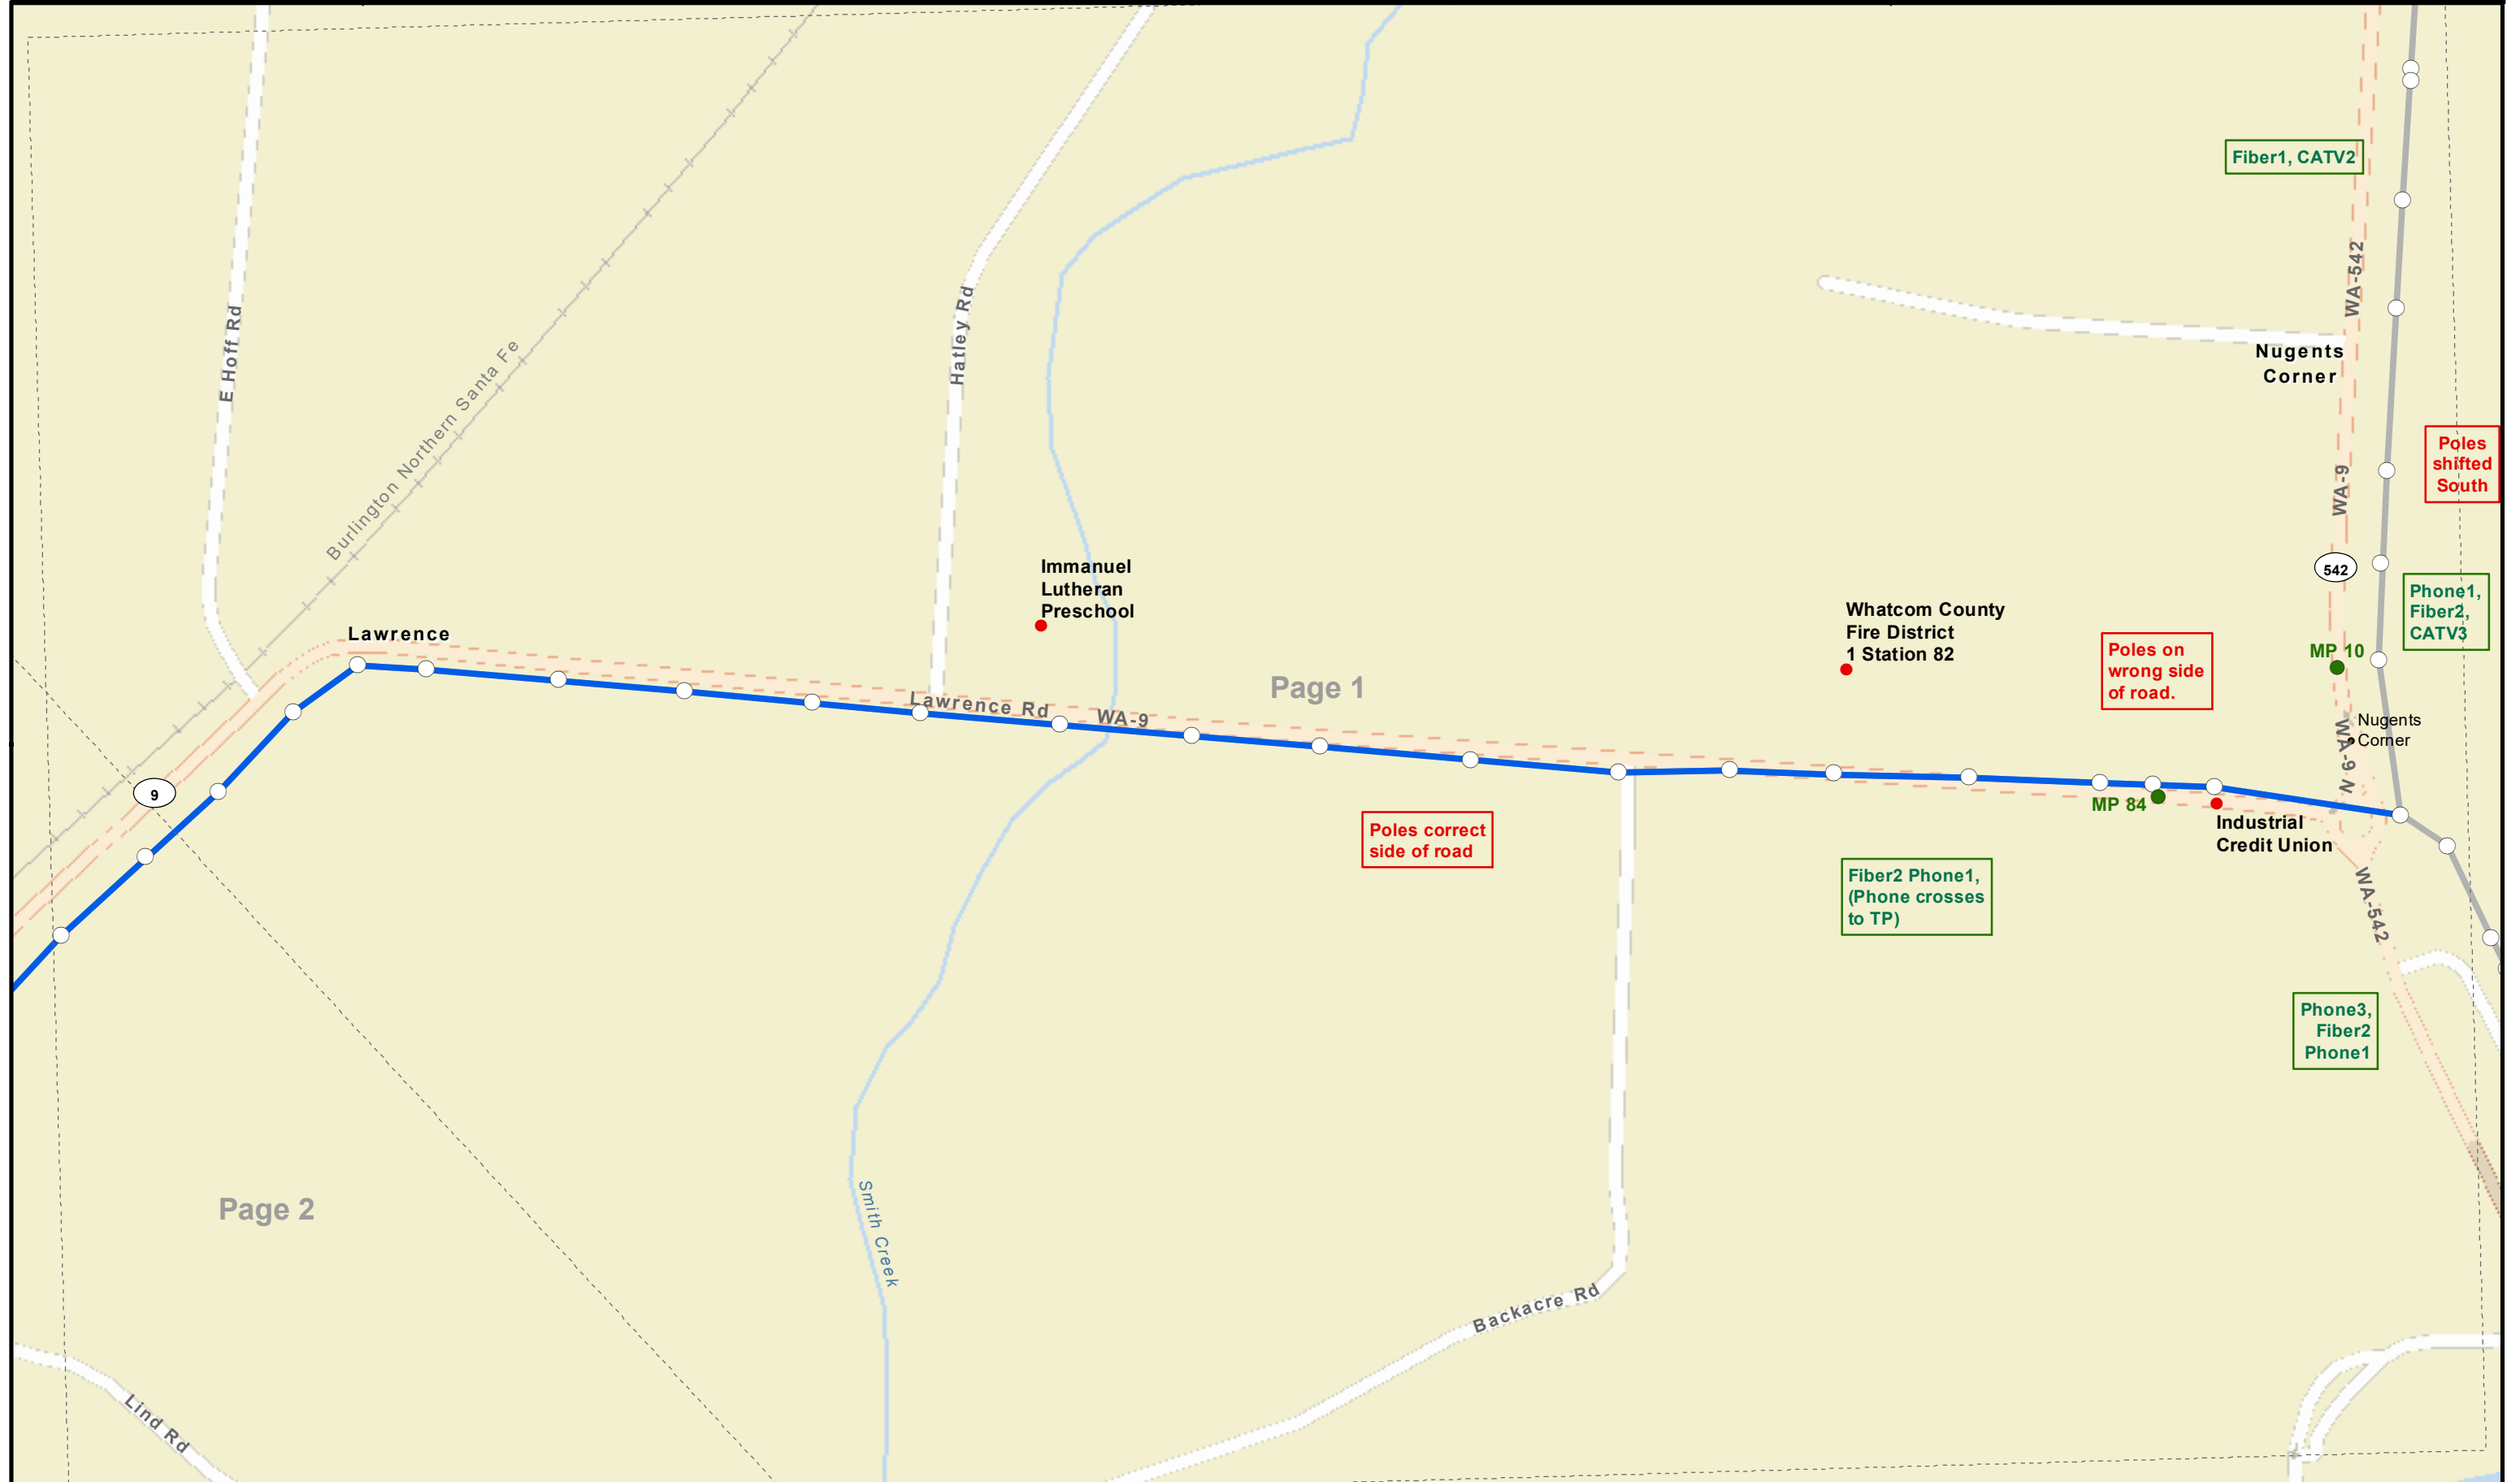 Fiber1, CATV2
WA-542
E Hoff Rd
Hatley Rd
Burlington Northern Santa Fe
Nugents
Corner
Poles
shifted
South
WA-9
542
Immanuel
Lutheran
Preschool
Phone1,
Fiber2,
CATV3
Whatcom County
Fire District
1 Station 82
Lawrence
Poles on
wrong side
of road.
MP 10
Page 1
Lawrence Rd
WA-9
Nugents
Corner
WA-9 N
9
MP 84
Industrial
Credit Union
Poles correct
side of road
Fiber2 Phone1,
(Phone crosses
to TP)
WA-542
Phone3,
Fiber2
Phone1
Page 2
Smith Creek
Backacre Rd
Lind Rd